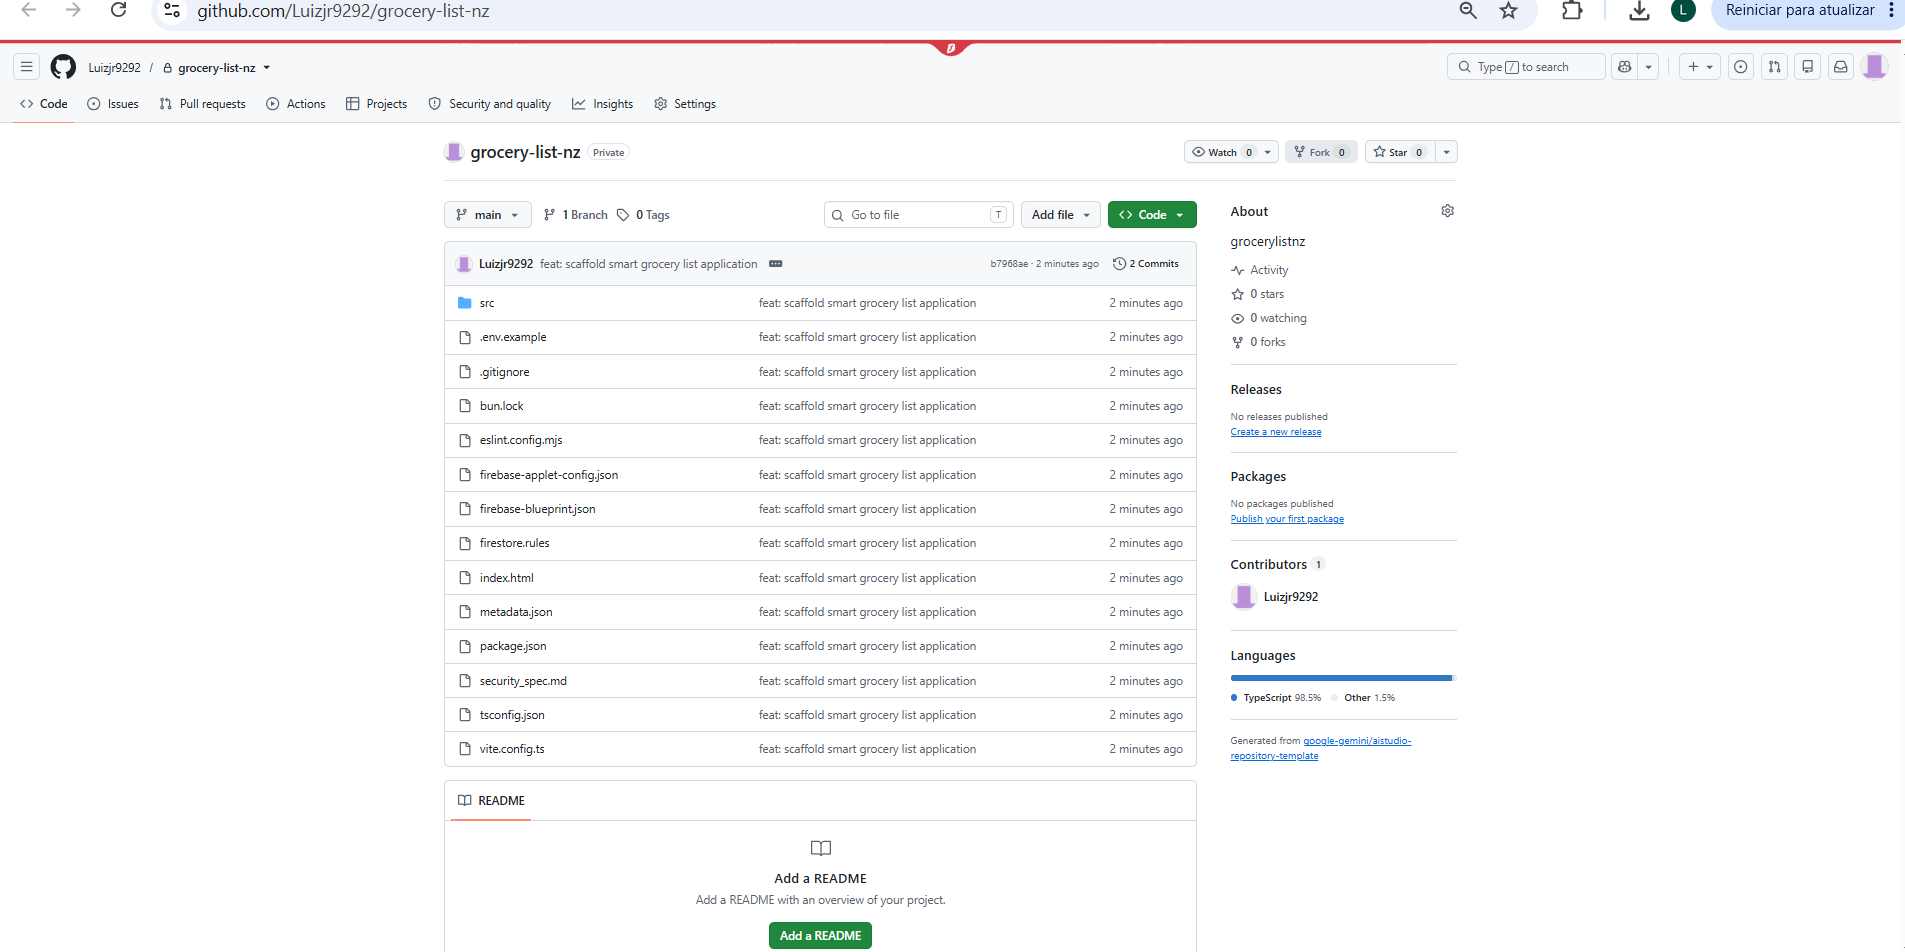 github.com/Luizjr9292/grocery-list-nz
L
Reiniciar para atualizar
Luizjr9292 / grocery-list-nz
Type / to search
Code Issues Pull requests Actions Projects Security and quality Insights Settings
grocery-list-nz Private
Watch 0 Fork 0 Star 0
main 1 Branch 0 Tags
Go to file T
Add file
Code
Luizjr9292 feat: scaffold smart grocery list application b7968ae · 2 minutes ago 2 Commits
src feat: scaffold smart grocery list application 2 minutes ago
.env.example feat: scaffold smart grocery list application 2 minutes ago
.gitignore feat: scaffold smart grocery list application 2 minutes ago
bun.lock feat: scaffold smart grocery list application 2 minutes ago
eslint.config.mjs feat: scaffold smart grocery list application 2 minutes ago
firebase-applet-config.json feat: scaffold smart grocery list application 2 minutes ago
firebase-blueprint.json feat: scaffold smart grocery list application 2 minutes ago
firestore.rules feat: scaffold smart grocery list application 2 minutes ago
index.html feat: scaffold smart grocery list application 2 minutes ago
metadata.json feat: scaffold smart grocery list application 2 minutes ago
package.json feat: scaffold smart grocery list application 2 minutes ago
security_spec.md feat: scaffold smart grocery list application 2 minutes ago
tsconfig.json feat: scaffold smart grocery list application 2 minutes ago
vite.config.ts feat: scaffold smart grocery list application 2 minutes ago
README
Add a README
Add a README with an overview of your project.
Add a README
About
grocerylistnz
Activity
0 stars
0 watching
0 forks
Releases
No releases published
Create a new release
Packages
No packages published
Publish your first package
Contributors 1
Luizjr9292
Languages
TypeScript 98.5% Other 1.5%
Generated from google-gemini/aistudio-
repository-template